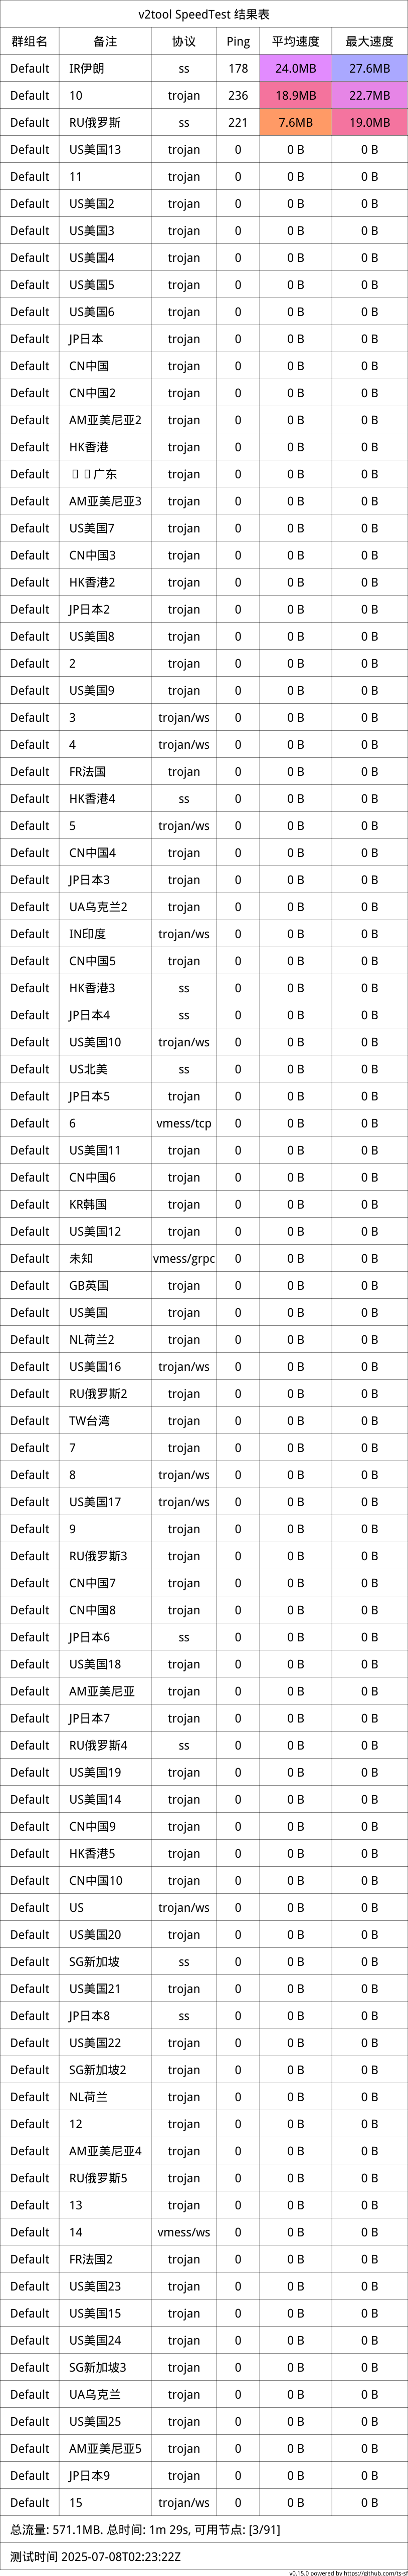 v2tool SpeedTest 结果表
群组名 备注 协议 Ping 平均速度 最大速度
Default IR伊朗 ss 178 24.0MB 27.6MB
Default 10 trojan 236 18.9MB 22.7MB
Default RU俄罗斯 ss 221 7.6MB 19.0MB
Default US美国13 trojan 0 0 B 0 B
Default 11 trojan 0 0 B 0 B
Default US美国2 trojan 0 0 B 0 B
Default US美国3 trojan 0 0 B 0 B
Default US美国4 trojan 0 0 B 0 B
Default US美国5 trojan 0 0 B 0 B
Default US美国6 trojan 0 0 B 0 B
Default JP日本 trojan 0 0 B 0 B
Default CN中国 trojan 0 0 B 0 B
Default CN中国2 trojan 0 0 B 0 B
Default AM亚美尼亚2 trojan 0 0 B 0 B
Default HK香港 trojan 0 0 B 0 B
Default 广东 trojan 0 0 B 0 B
Default AM亚美尼亚3 trojan 0 0 B 0 B
Default US美国7 trojan 0 0 B 0 B
Default CN中国3 trojan 0 0 B 0 B
Default HK香港2 trojan 0 0 B 0 B
Default JP日本2 trojan 0 0 B 0 B
Default US美国8 trojan 0 0 B 0 B
Default 2 trojan 0 0 B 0 B
Default US美国9 trojan 0 0 B 0 B
Default 3 trojan/ws 0 0 B 0 B
Default 4 trojan/ws 0 0 B 0 B
Default FR法国 trojan 0 0 B 0 B
Default HK香港4 ss 0 0 B 0 B
Default 5 trojan/ws 0 0 B 0 B
Default CN中国4 trojan 0 0 B 0 B
Default JP日本3 trojan 0 0 B 0 B
Default UA乌克兰2 trojan 0 0 B 0 B
Default IN印度 trojan/ws 0 0 B 0 B
Default CN中国5 trojan 0 0 B 0 B
Default HK香港3 ss 0 0 B 0 B
Default JP日本4 ss 0 0 B 0 B
Default US美国10 trojan/ws 0 0 B 0 B
Default US北美 ss 0 0 B 0 B
Default JP日本5 trojan 0 0 B 0 B
Default 6 vmess/tcp 0 0 B 0 B
Default US美国11 trojan 0 0 B 0 B
Default CN中国6 trojan 0 0 B 0 B
Default KR韩国 trojan 0 0 B 0 B
Default US美国12 trojan 0 0 B 0 B
Default 未知 vmess/grpc 0 0 B 0 B
Default GB英国 trojan 0 0 B 0 B
Default US美国 trojan 0 0 B 0 B
Default NL荷兰2 trojan 0 0 B 0 B
Default US美国16 trojan/ws 0 0 B 0 B
Default RU俄罗斯2 trojan 0 0 B 0 B
Default TW台湾 trojan 0 0 B 0 B
Default 7 trojan 0 0 B 0 B
Default 8 trojan/ws 0 0 B 0 B
Default US美国17 trojan/ws 0 0 B 0 B
Default 9 trojan 0 0 B 0 B
Default RU俄罗斯3 trojan 0 0 B 0 B
Default CN中国7 trojan 0 0 B 0 B
Default CN中国8 trojan 0 0 B 0 B
Default JP日本6 ss 0 0 B 0 B
Default US美国18 trojan 0 0 B 0 B
Default AM亚美尼亚 trojan 0 0 B 0 B
Default JP日本7 trojan 0 0 B 0 B
Default RU俄罗斯4 ss 0 0 B 0 B
Default US美国19 trojan 0 0 B 0 B
Default US美国14 trojan 0 0 B 0 B
Default CN中国9 trojan 0 0 B 0 B
Default HK香港5 trojan 0 0 B 0 B
Default CN中国10 trojan 0 0 B 0 B
Default US trojan/ws 0 0 B 0 B
Default US美国20 trojan 0 0 B 0 B
Default SG新加坡 ss 0 0 B 0 B
Default US美国21 trojan 0 0 B 0 B
Default JP日本8 ss 0 0 B 0 B
Default US美国22 trojan 0 0 B 0 B
Default SG新加坡2 trojan 0 0 B 0 B
Default NL荷兰 trojan 0 0 B 0 B
Default 12 trojan 0 0 B 0 B
Default AM亚美尼亚4 trojan 0 0 B 0 B
Default RU俄罗斯5 trojan 0 0 B 0 B
Default 13 trojan 0 0 B 0 B
Default 14 vmess/ws 0 0 B 0 B
Default FR法国2 trojan 0 0 B 0 B
Default US美国23 trojan 0 0 B 0 B
Default US美国15 trojan 0 0 B 0 B
Default US美国24 trojan 0 0 B 0 B
Default SG新加坡3 trojan 0 0 B 0 B
Default UA乌克兰 trojan 0 0 B 0 B
Default US美国25 trojan 0 0 B 0 B
Default AM亚美尼亚5 trojan 0 0 B 0 B
Default JP日本9 trojan 0 0 B 0 B
Default 15 trojan/ws 0 0 B 0 B
总流量: 571.1MB. 总时间: 1m 29s, 可用节点: [3/91]
测试时间 2025-07-08T02:23:22Z
v0.15.0 powered by https://github.com/ts-sf